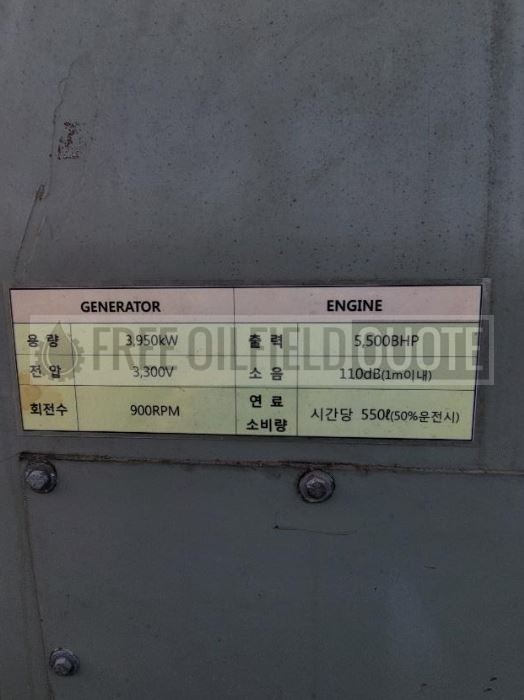 GENERATOR ENGINE
용 량 3,950kW 출 력 5,500BHP
FREE OILFIELD QUOTE
전 압 3,300V 소 음 110dB(1m이내)
회전수 900RPM 연 료 소비량 시간당 550ℓ(50%운전시)